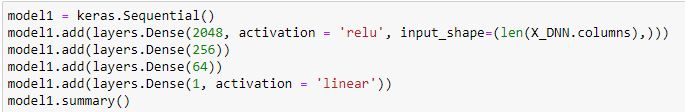 model1 = keras.Sequential()
model1.add(layers.Dense(2048, activation = 'relu', input_shape=(len(X_DNN.columns),)))
model1.add(layers.Dense(256))
model1.add(layers.Dense(64))
model1.add(layers.Dense(1, activation = 'linear'))
model1.summary()